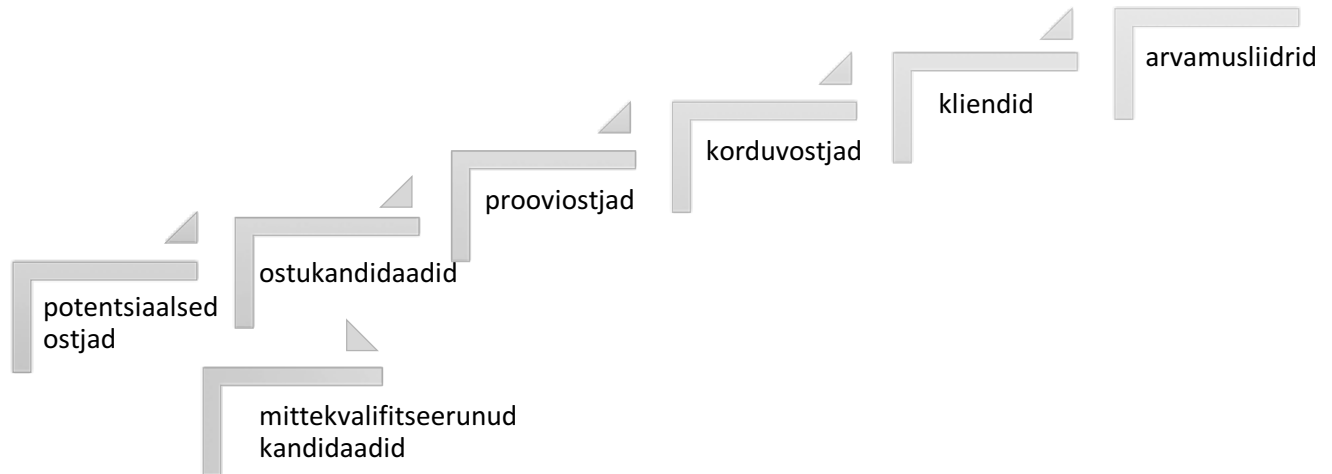 potentsiaalsed
ostjad
ostukandidaadid
mittekvalifitseerunud
kandidaadid
prooviostjad
korduvostjad
kliendid
arvamusliidrid